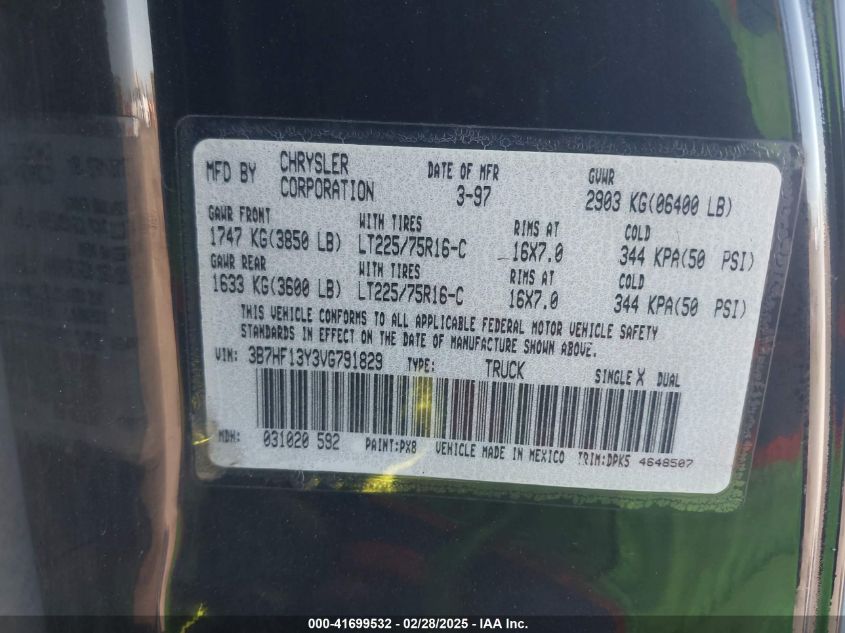 MFD BY CHRYSLER CORPORATION DATE OF MFR 3-97 GVWR 2903 KG(06400 LB)
GAWR FRONT WITH TIRES RIMS AT COLD
1747 KG(3850 LB) LT225/75R16-C 16X7.0 344 KPA(50 PSI)
GAWR REAR WITH TIRES RIMS AT COLD
1633 KG(3600 LB) LT225/75R16-C 16X7.0 344 KPA(50 PSI)
THIS VEHICLE CONFORMS TO ALL APPLICABLE FEDERAL MOTOR VEHICLE SAFETY
STANDARDS IN EFFECT ON THE DATE OF MANUFACTURE SHOWN ABOVE.
VIN: 3B7HF13Y3VG791829 TYPE: TRUCK SINGLE X DUAL
MDH: 031020 592 PAINT:PX8 VEHICLE MADE IN MEXICO TRIM:DPK5 4648507
000-41699532 - 02/28/2025 - IAA Inc.